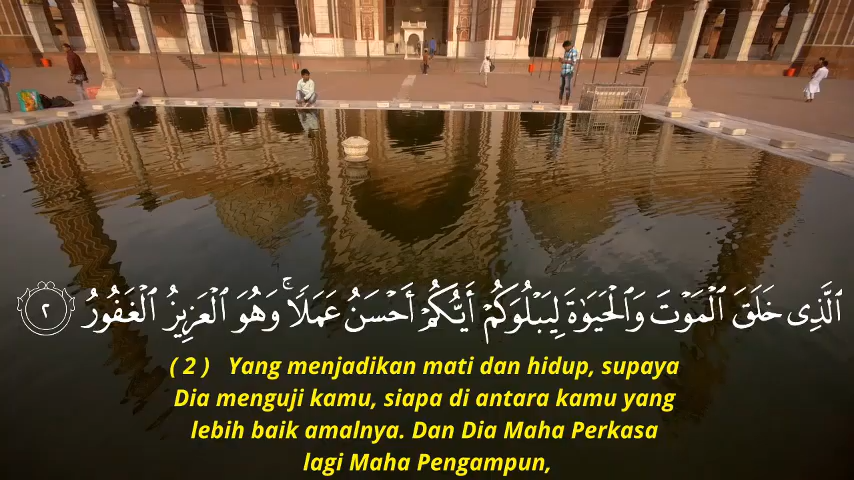 ٱلَّذِى خَلَقَ ٱلْمَوْتَ وَٱلْحَيَوٰةَ لِيَبْلُوَكُمْ أَيُّكُمْ أَحْسَنُ عَمَلًا ۚ وَهُوَ ٱلْعَزِيزُ ٱلْغَفُورُ ٢
( 2 ) Yang menjadikan mati dan hidup, supaya
Dia menguji kamu, siapa di antara kamu yang
lebih baik amalnya. Dan Dia Maha Perkasa
lagi Maha Pengampun,